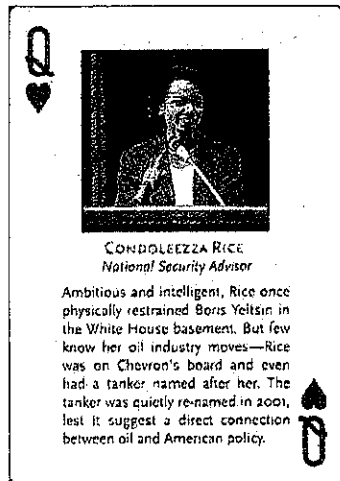 Q
CONDOLEEZZA RICE
National Security Advisor
Ambitious and intelligent, Rice once
physically restrained Boris Yeltsin in
the White House basement. But few
know her oil industry moves—Rice
was on Chevron's board and even
had a tanker named after her. The
tanker was quietly re-named in 2001,
lest it suggest a direct connection
between oil and American policy.
Q